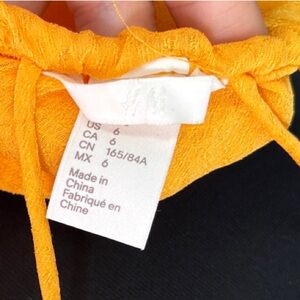 US 6
CA 6
CN 165/84A
MX 6
Made in
China
Fabriqué en
Chine